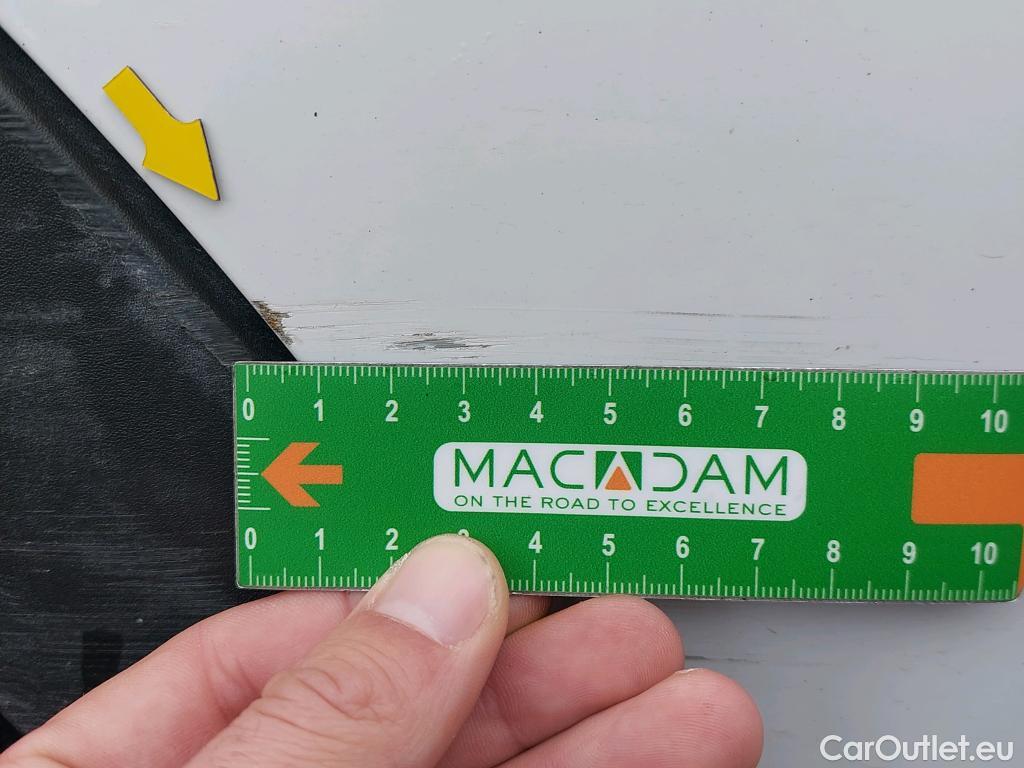 0 1 2 3 4 5 6 7 8 9 10
MACADAM
ON THE ROAD TO EXCELLENCE
0 1 2 3 4 5 6 7 8 9 10
CarOutlet.eu